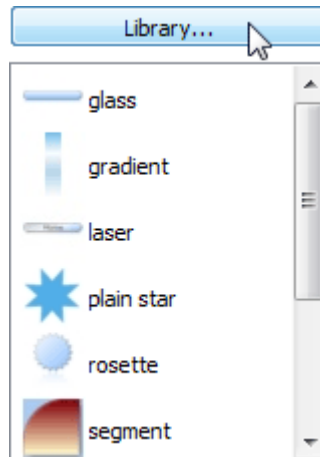 Library...
glass
gradient
laser
plain star
rosette
segment